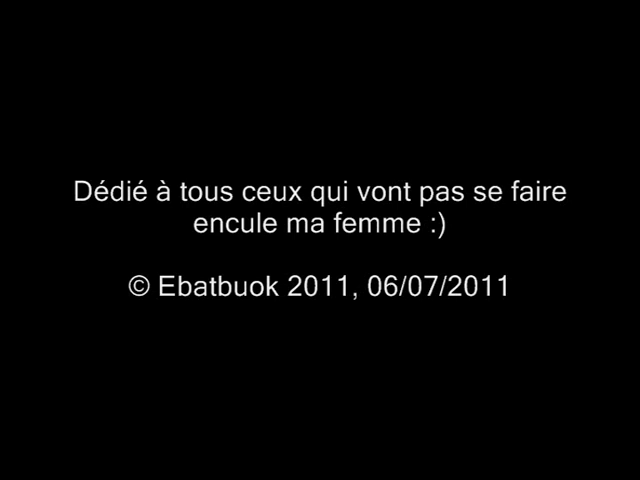 Dédié à tous ceux qui vont pas se faire
encule ma femme :)
© Ebatbuok 2011, 06/07/2011